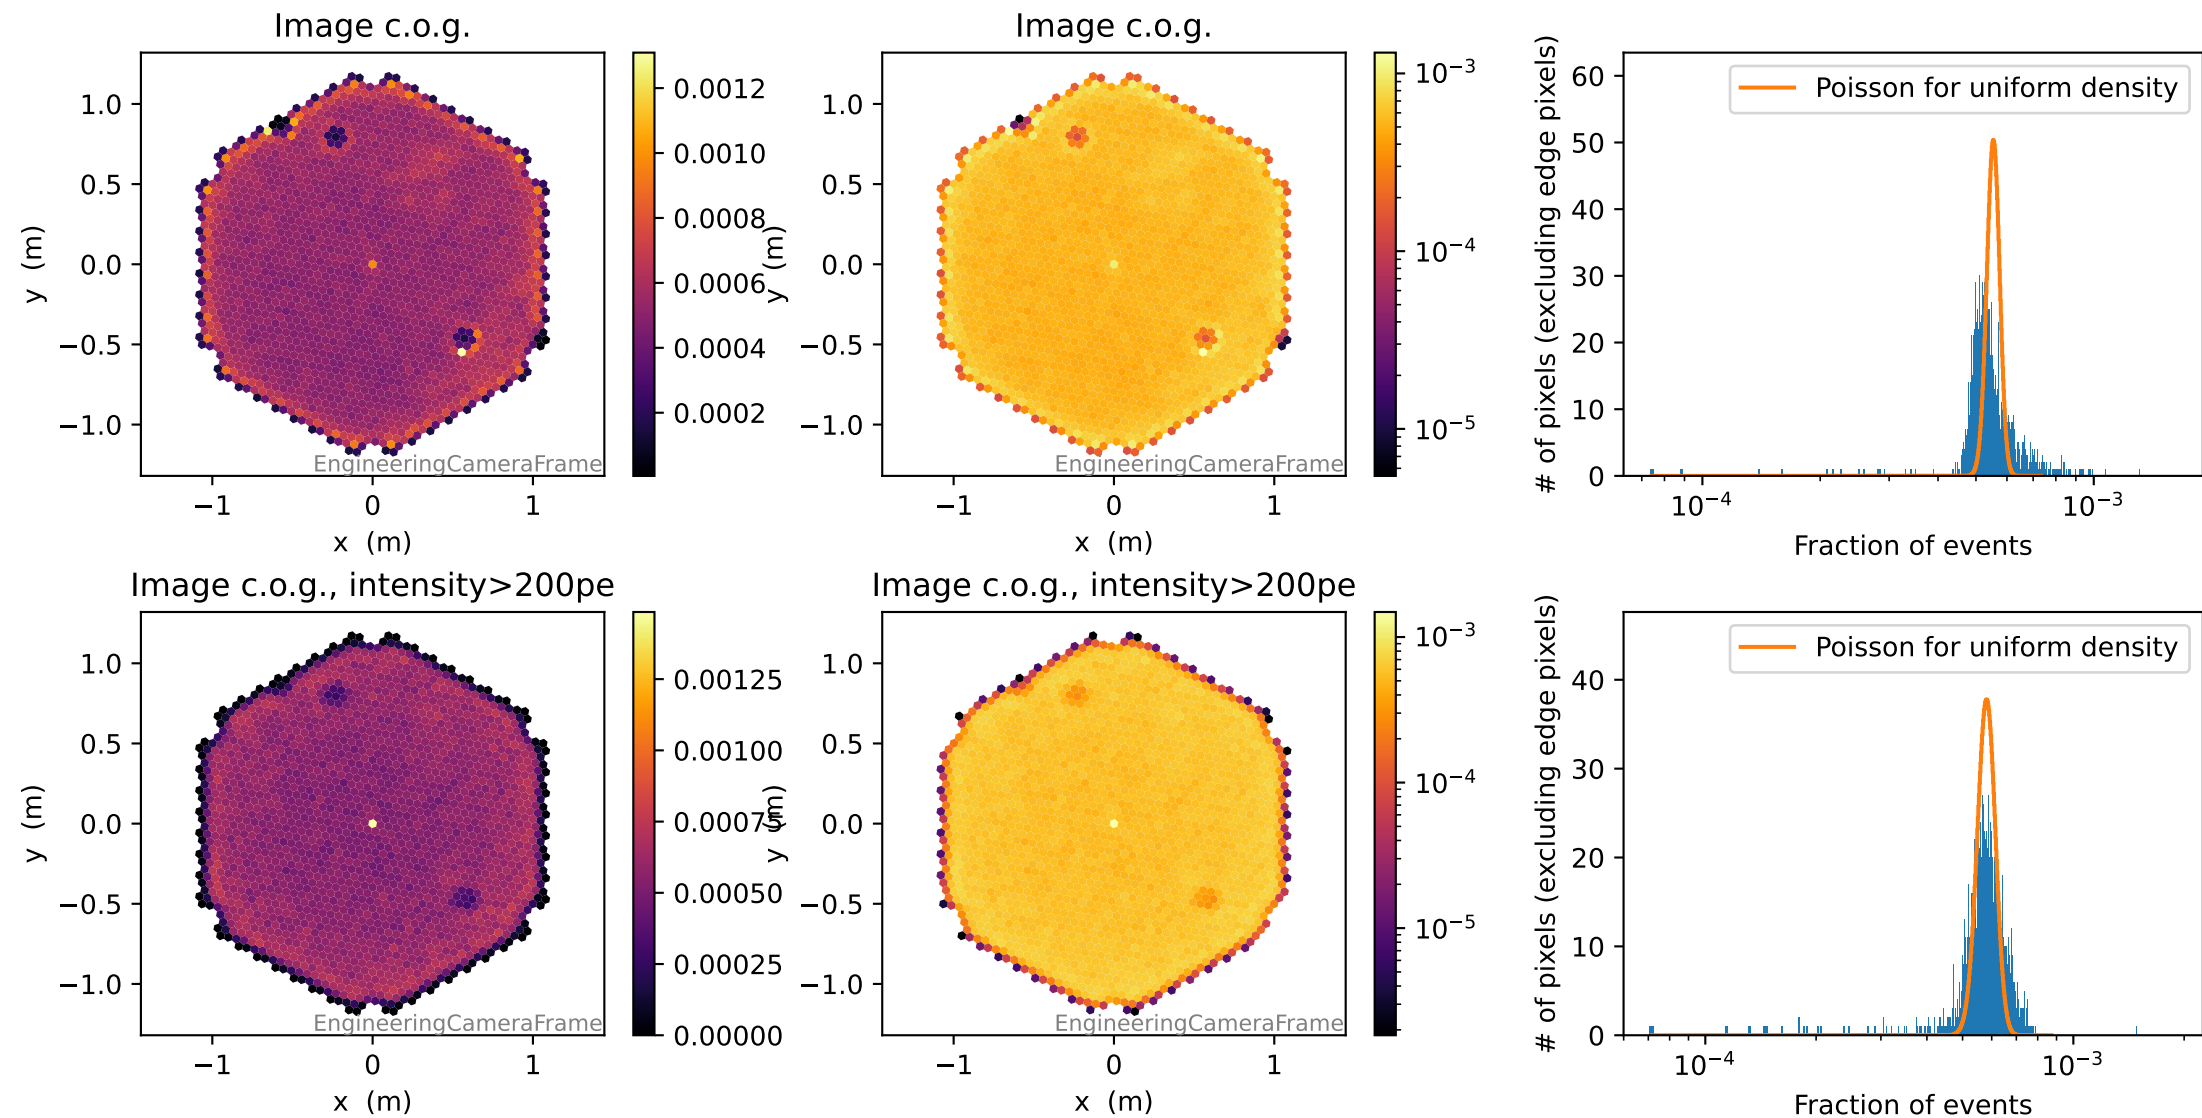 Image c.o.g.
1.0
0.5
0.0
−0.5
−1.0
y (m)
−1 0 1
x (m)
EngineeringCameraFrame
0.0012
0.0010
0.0008
0.0006
0.0004
0.0002
Image c.o.g.
1.0
0.5
0.0
−0.5
−1.0
y (m)
−1 0 1
x (m)
EngineeringCameraFrame
10⁻³
10⁻⁴
10⁻⁵
# of pixels (excluding edge pixels)
60
50
40
30
20
10
0
Poisson for uniform density
10⁻⁴ 10⁻³
Fraction of events
Image c.o.g., intensity>200pe
1.0
0.5
0.0
−0.5
−1.0
y (m)
−1 0 1
x (m)
EngineeringCameraFrame
0.00125
0.00100
0.00075
0.00050
0.00025
0.00000
Image c.o.g., intensity>200pe
1.0
0.5
0.0
−0.5
−1.0
y (m)
−1 0 1
x (m)
EngineeringCameraFrame
10⁻³
10⁻⁴
10⁻⁵
# of pixels (excluding edge pixels)
40
30
20
10
0
Poisson for uniform density
10⁻⁴ 10⁻³
Fraction of events